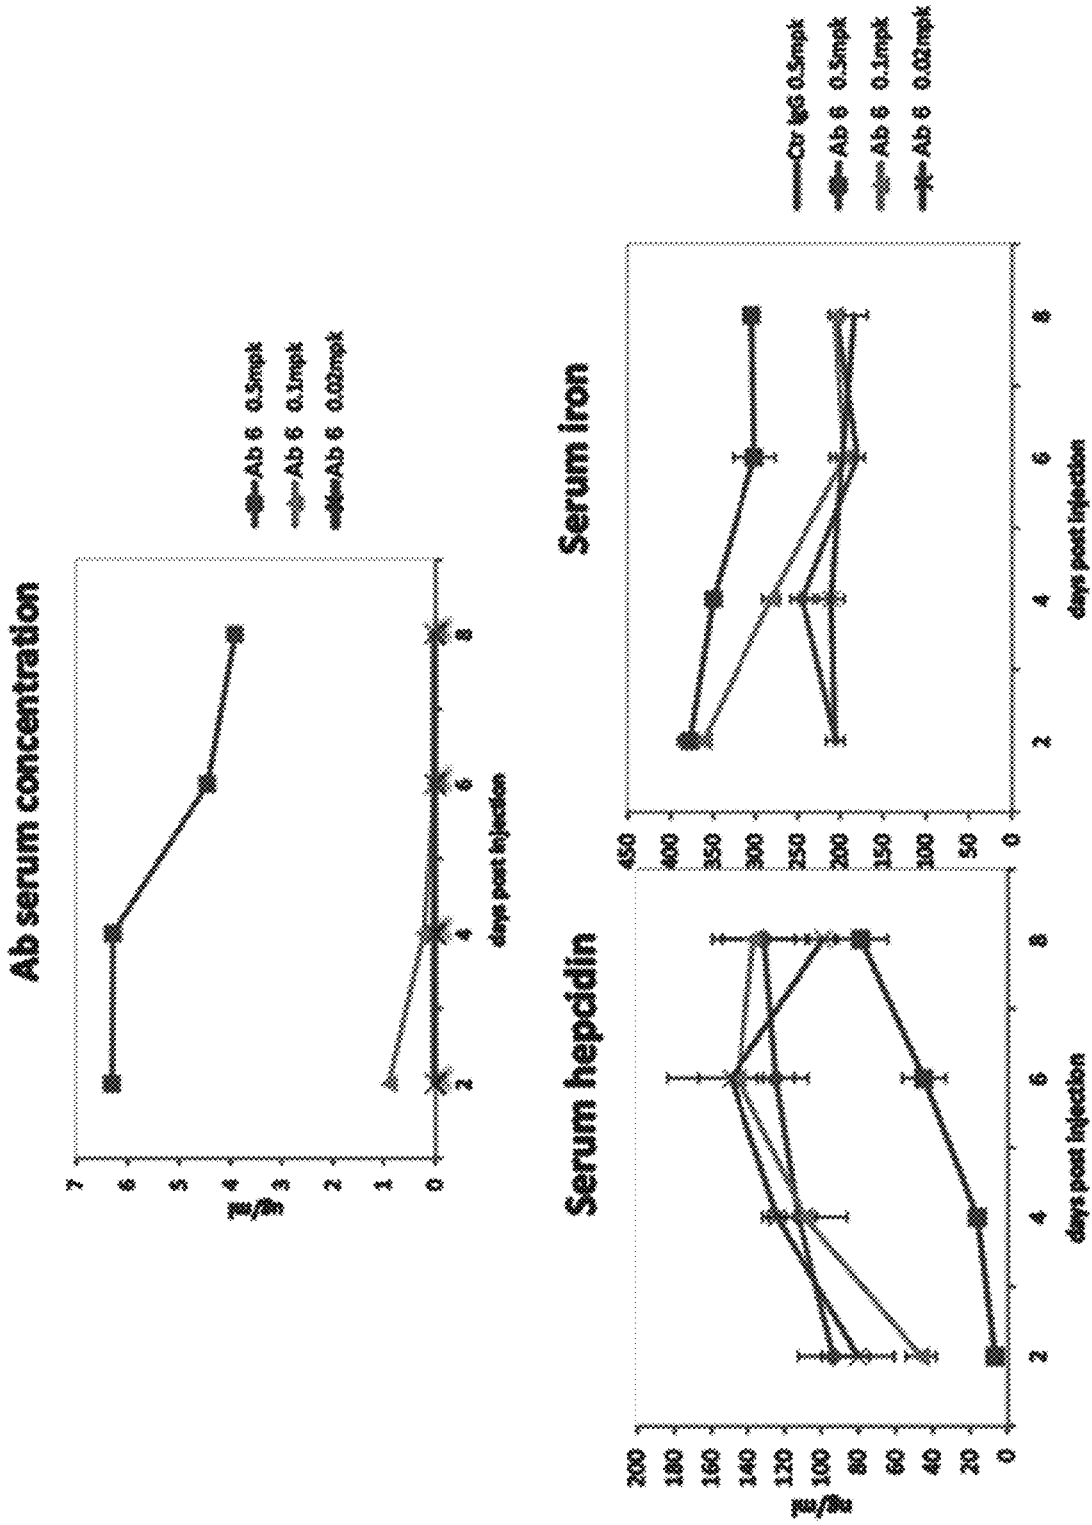 Ab serum concentration
7
6
5
4
3
2
1
0
ug/ml
2
4
6
8
days post injection
Ab 6 0.5mpk
Ab 6 0.1mpk
Ab 6 0.02mpk
Serum hepcidin
200
180
160
140
120
100
80
60
40
20
0
ng/ml
2
4
6
8
days post injection
Serum iron
450
400
350
300
250
200
150
100
50
0
2
4
6
8
days post injection
Ctr IgG 0.5mpk
Ab 6 0.5mpk
Ab 6 0.1mpk
Ab 6 0.02mpk